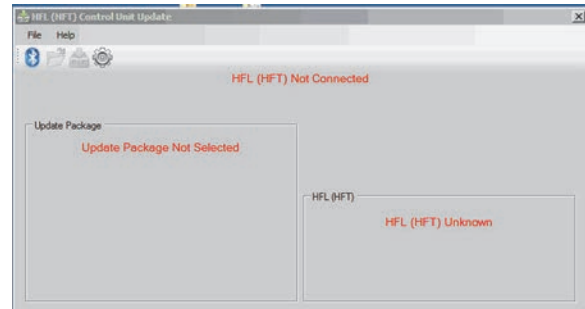 HFL (HFT) Control Unit Update
File Help
HFL (HFT) Not Connected
Update Package
Update Package Not Selected
HFL (HFT)
HFL (HFT) Unknown